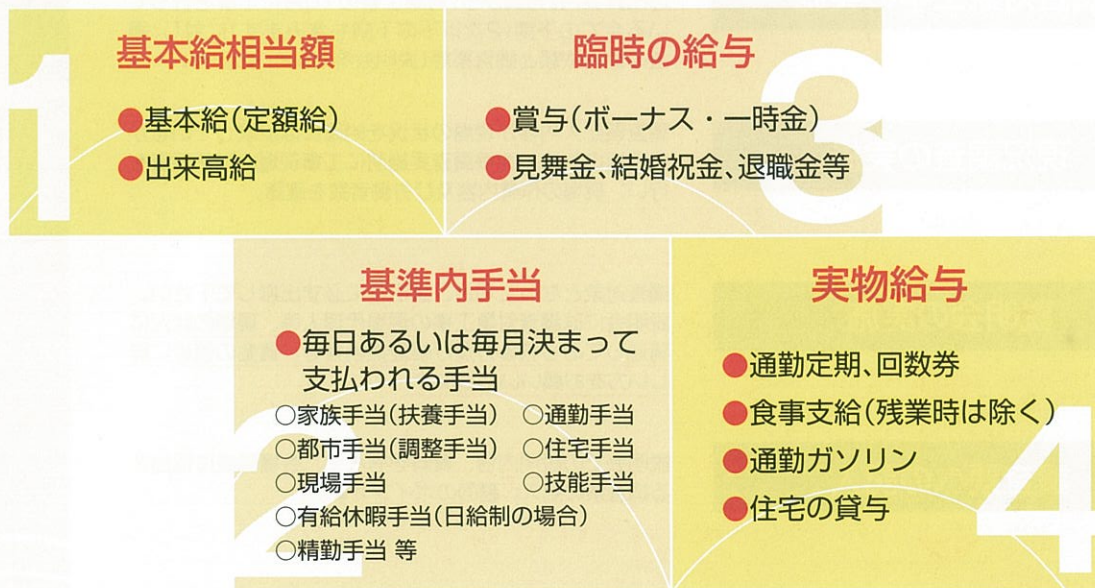 1
基本給相当額
●基本給(定額給)
●出来高給
3
臨時の給与
●賞与(ボーナス・一時金)
●見舞金、結婚祝金、退職金等
2
基準内手当
●毎日あるいは毎月決まって
支払われる手当
○家族手当(扶養手当) ○通勤手当
○都市手当(調整手当) ○住宅手当
○現場手当 ○技能手当
○有給休暇手当(日給制の場合)
○精勤手当 等
4
実物給与
●通勤定期、回数券
●食事支給(残業時は除く)
●通勤ガソリン
●住宅の貸与